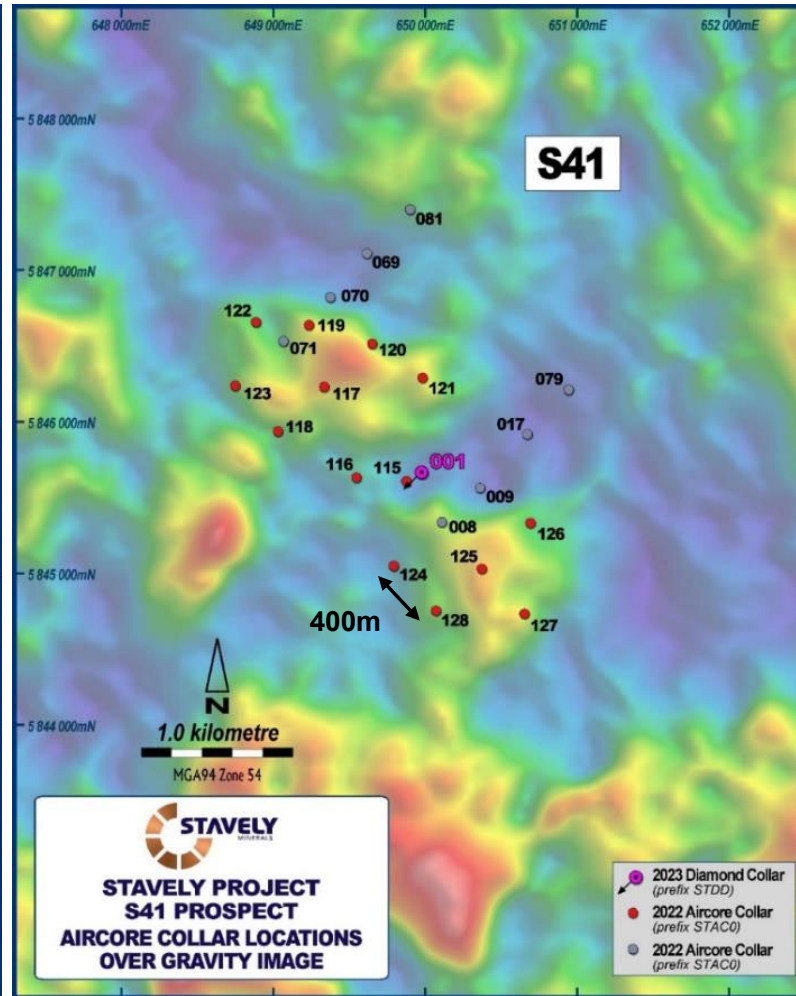 648 000mE
649 000mE
650 000mE
651 000mE
652 000mE
5 848 000mN
S41
081
069
5 847 000mN
070
122
119
071
120
121
079
123
117
5 846 000mN
017
118
116
115
001
009
008
126
125
5 845 000mN
124
400m
128
127
N
5 844 000mN
1.0 kilometre
MGA94 Zone 54
STAVELY
MINERALS
STAVELY PROJECT
S41 PROSPECT
AIRCORE COLLAR LOCATIONS
OVER GRAVITY IMAGE
2023 Diamond Collar
(prefix STDD)
2022 Aircore Collar
(prefix STAC0)
2022 Aircore Collar
(prefix STAC0)